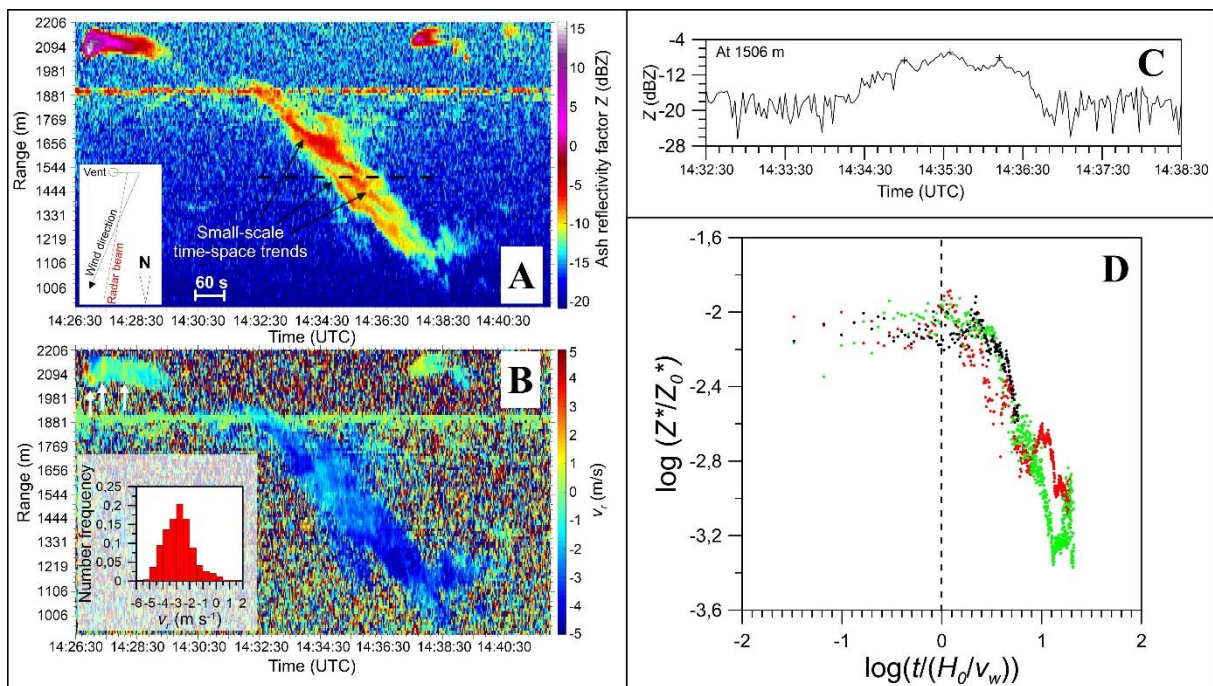 2206
2094
1981
1881
1769
1656
1544
1444
1331
1219
1106
1006
Range (m)
Vent
Wind direction
Radar beam
N
Small-scale
time-space trends
60 s
A
15
10
5
0
-5
-10
-15
-20
Ash reflectivity factor Z (dBZ)
14:26:30 14:28:30 14:30:30 14:32:30 14:34:30 14:36:30 14:38:30 14:40:30
Time (UTC)
2206
2094
1981
1881
1769
1656
1544
1444
1331
1219
1106
1006
Range (m)
B
Number frequency
0,25
0,2
0,15
0,1
0,05
0
-6 -5 -4 -3 -2 -1 0 1 2
vr (m s-1)
5
4
3
2
1
0
-1
-2
-3
-4
-5
vr (m/s)
14:26:30 14:28:30 14:30:30 14:32:30 14:34:30 14:36:30 14:38:30 14:40:30
Time (UTC)
At 1506 m
C
-4
-12
-20
-28
Z (dBZ)
14:32:30 14:33:30 14:34:30 14:35:30 14:36:30 14:37:30 14:38:30
Time (UTC)
D
-1,6
-2
-2,4
-2,8
-3,2
-3,6
log (Z*/Z0*)
-2 -1 0 1 2
log(t/(H0/vw))